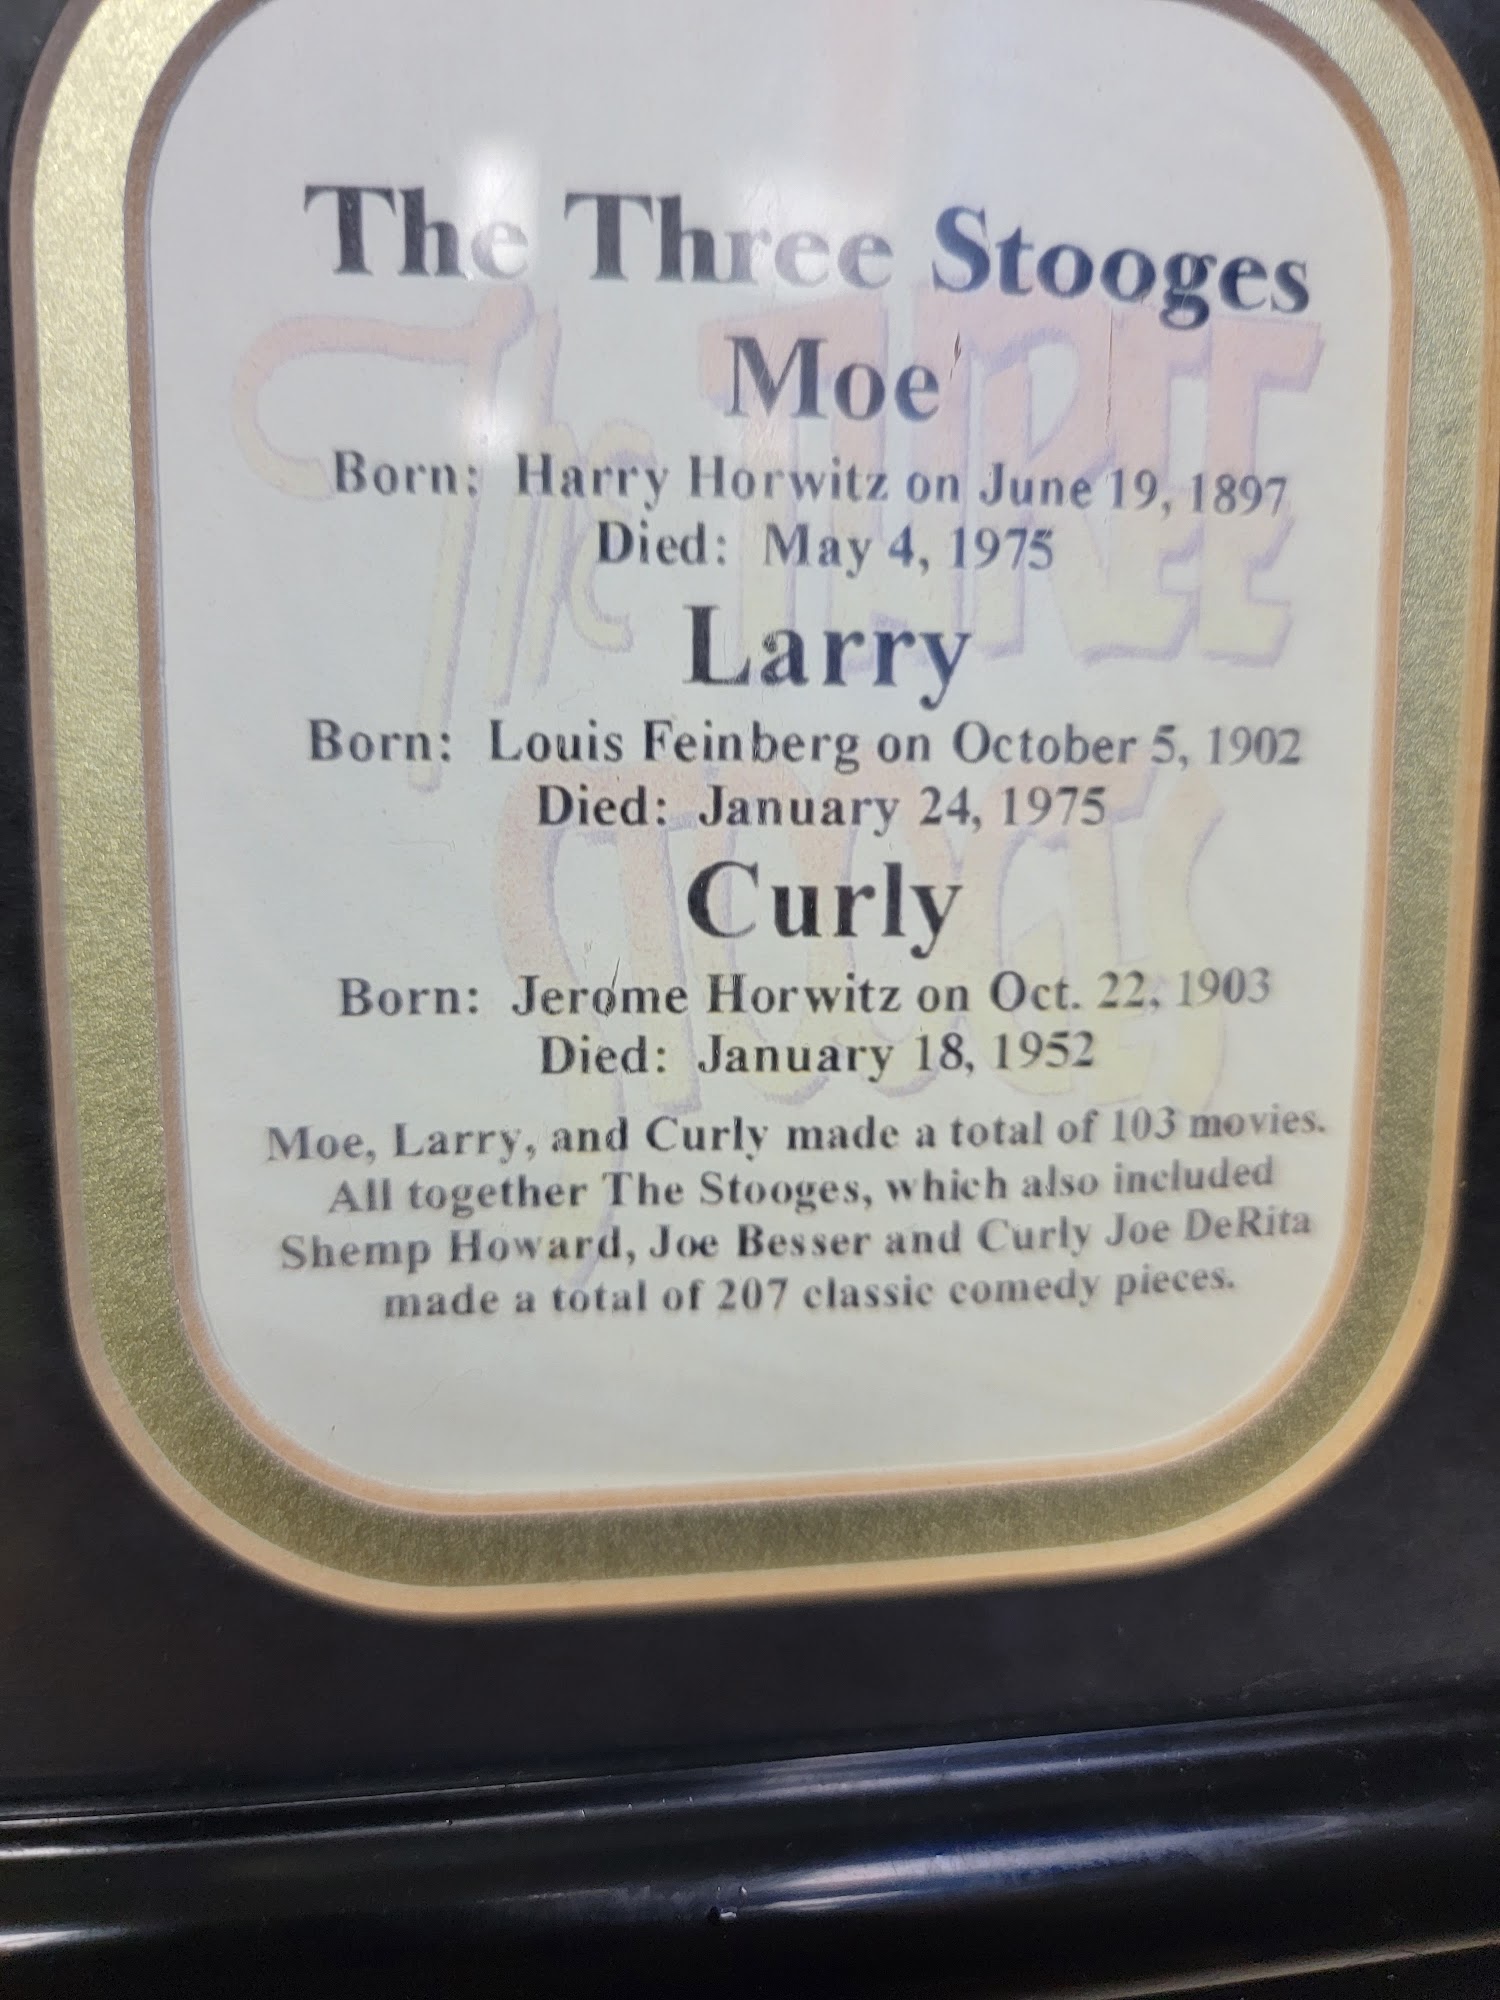 The Three Stooges
Moe
Born: Harry Horwitz on June 19, 1897
Died: May 4, 1975
Larry
Born: Louis Feinberg on October 5, 1902
Died: January 24, 1975
Curly
Born: Jerome Horwitz on Oct. 22, 1903
Died: January 18, 1952
Moe, Larry, and Curly made a total of 103 movies.
All together The Stooges, which also included
Shemp Howard, Joe Besser and Curly Joe DeRita
made a total of 207 classic comedy pieces.
The THREE
STOOGES